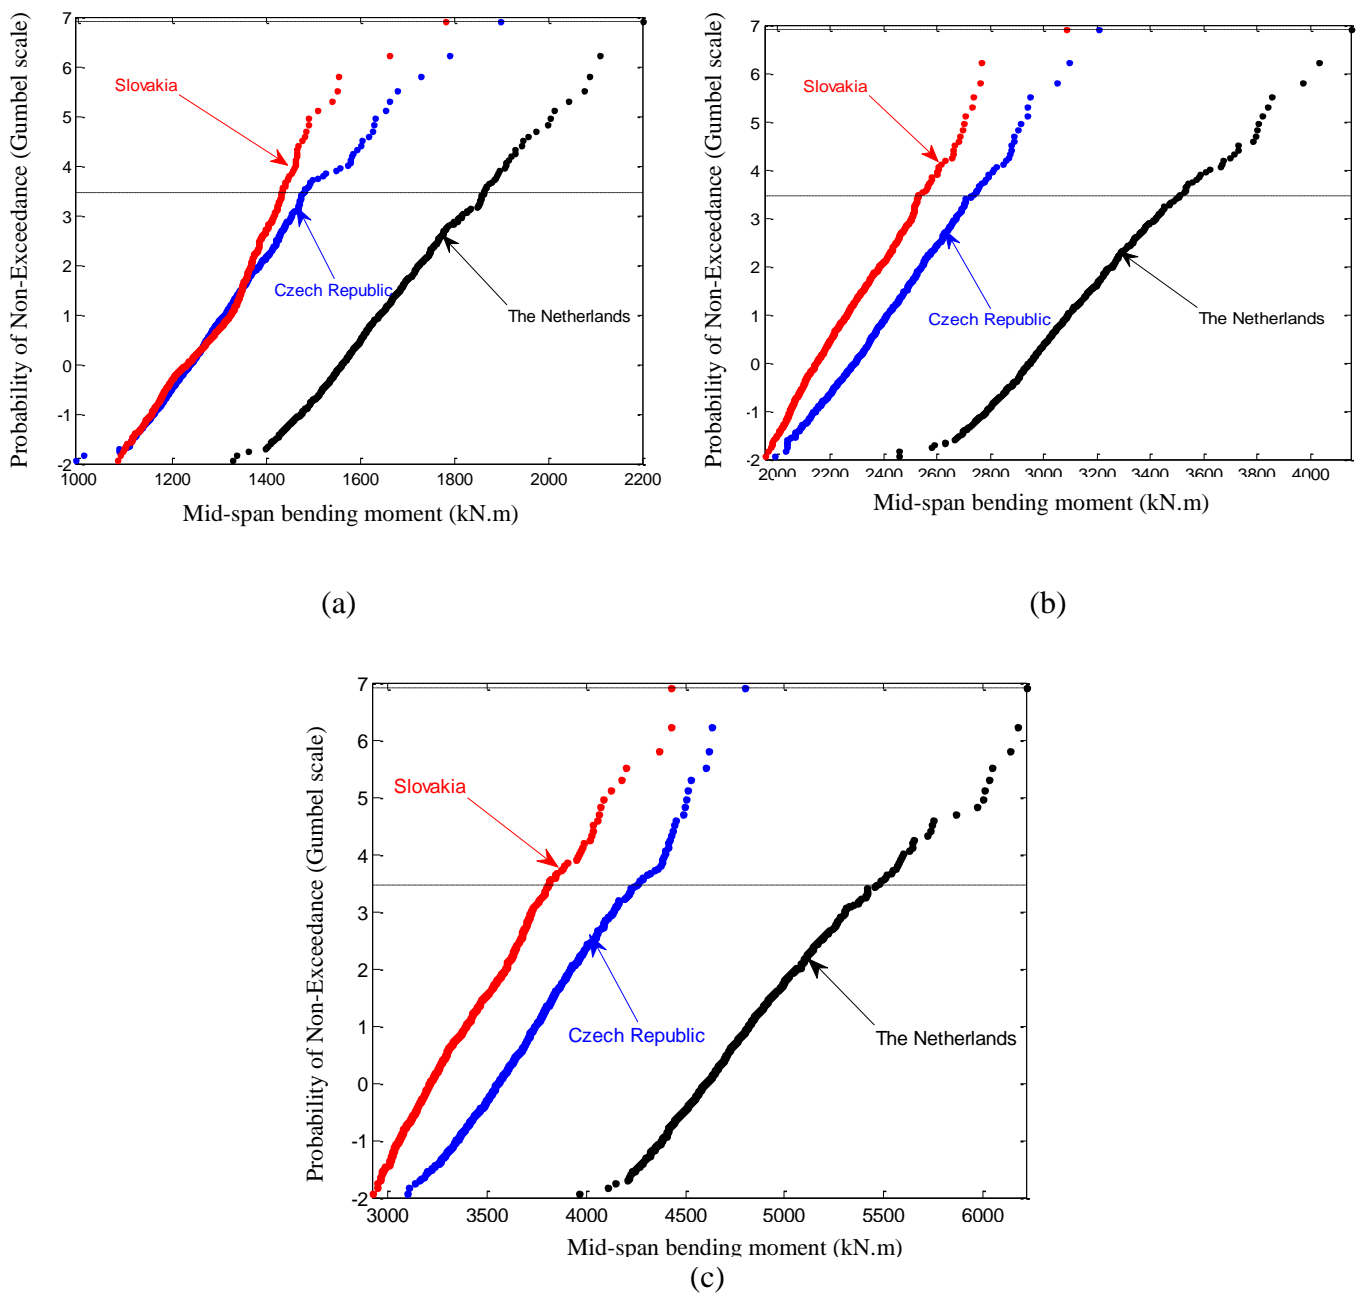 Probability of Non-Exceedance (Gumbel scale)
7
6
5
4
3
2
1
0
-1
-2
Slovakia
Czech Republic
The Netherlands
1000 1200 1400 1600 1800 2000 2200
Mid-span bending moment (kN.m)
(a)
Probability of Non-Exceedance (Gumbel scale)
7
6
5
4
3
2
1
0
-1
-2
Slovakia
Czech Republic
The Netherlands
2000 2200 2400 2600 2800 3000 3200 3400 3600 3800 4000
Mid-span bending moment (kN.m)
(b)
Probability of Non-Exceedance (Gumbel scale)
7
6
5
4
3
2
1
0
-1
-2
Slovakia
Czech Republic
The Netherlands
3000 3500 4000 4500 5000 5500 6000
Mid-span bending moment (kN.m)
(c)